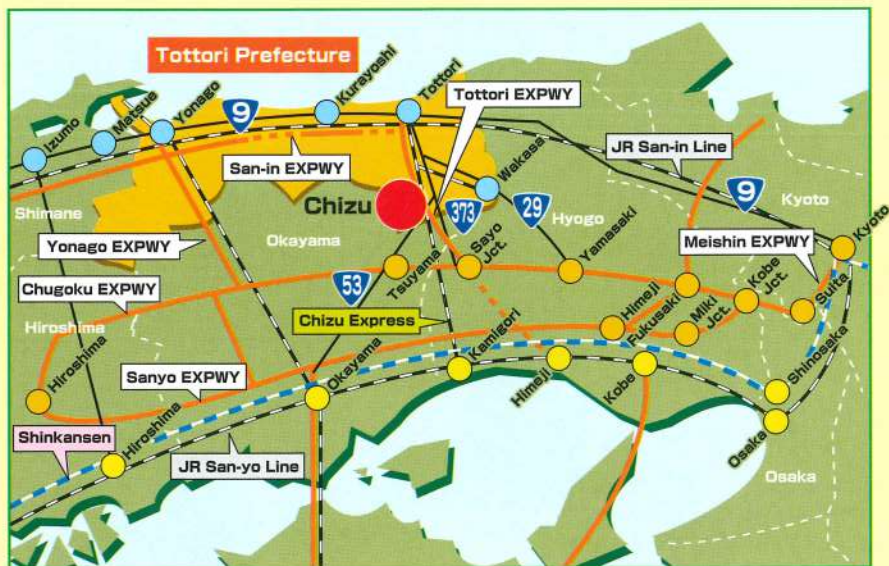 Tottori Prefecture
Izumo
Matsue
Yonago
9
Kurayoshi
Tottori
Tottori EXPWY
San-in EXPWY
JR San-in Line
Wakasa
Chizu
373
29
Hyogo
9
Kyoto
Kyoto
Shimane
Okayama
Yonago EXPWY
Meishin EXPWY
Sayo
Jct.
Yamasaki
Tsuyama
Chugoku EXPWY
53
Kobe
Jct.
Suita
Hiroshima
Chizu Express
Himeji
Fukusaki
Miki
Jct.
Hiroshima
Sanyo EXPWY
Okayama
Kamigori
Himeji
Kobe
Shinosaka
Shinkansen
Hiroshima
JR San-yo Line
Osaka
Osaka